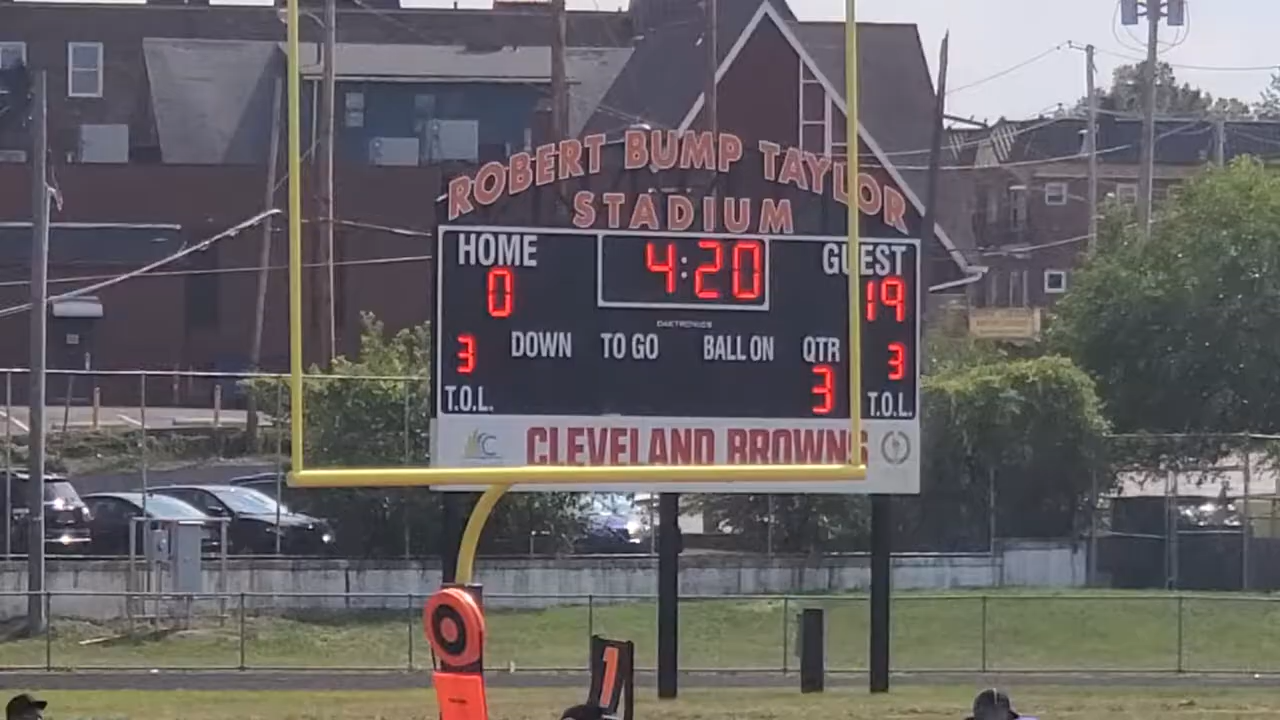 ROBERT BUMP TAYLOR
STADIUM
HOME 4:20 GUEST
0 19
DAKTRONICS
3 DOWN TO GO BALL ON QTR 3
T.O.L. 3 T.O.L.
CLEVELAND BROWNS
1